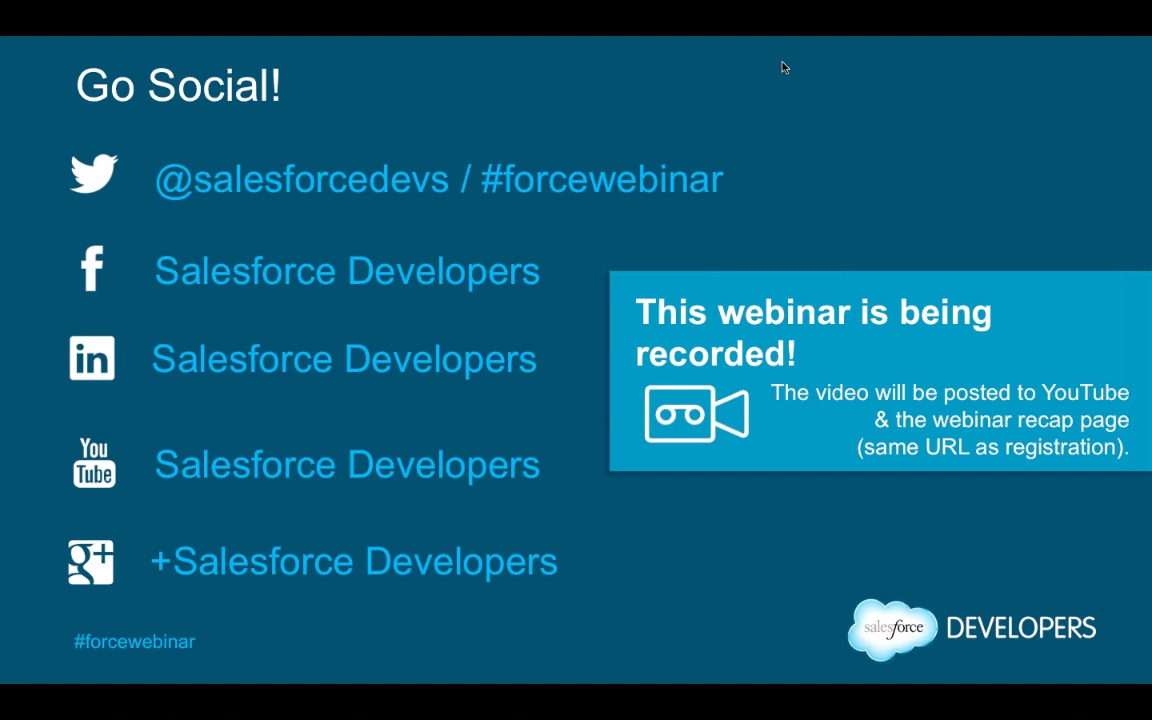 Go Social!
@salesforcedevs / #forcewebinar
f
Salesforce Developers
in
Salesforce Developers
You
Tube
Salesforce Developers
g+
+Salesforce Developers
This webinar is being
recorded!
The video will be posted to YouTube
& the webinar recap page
(same URL as registration).
#forcewebinar
salesforce DEVELOPERS